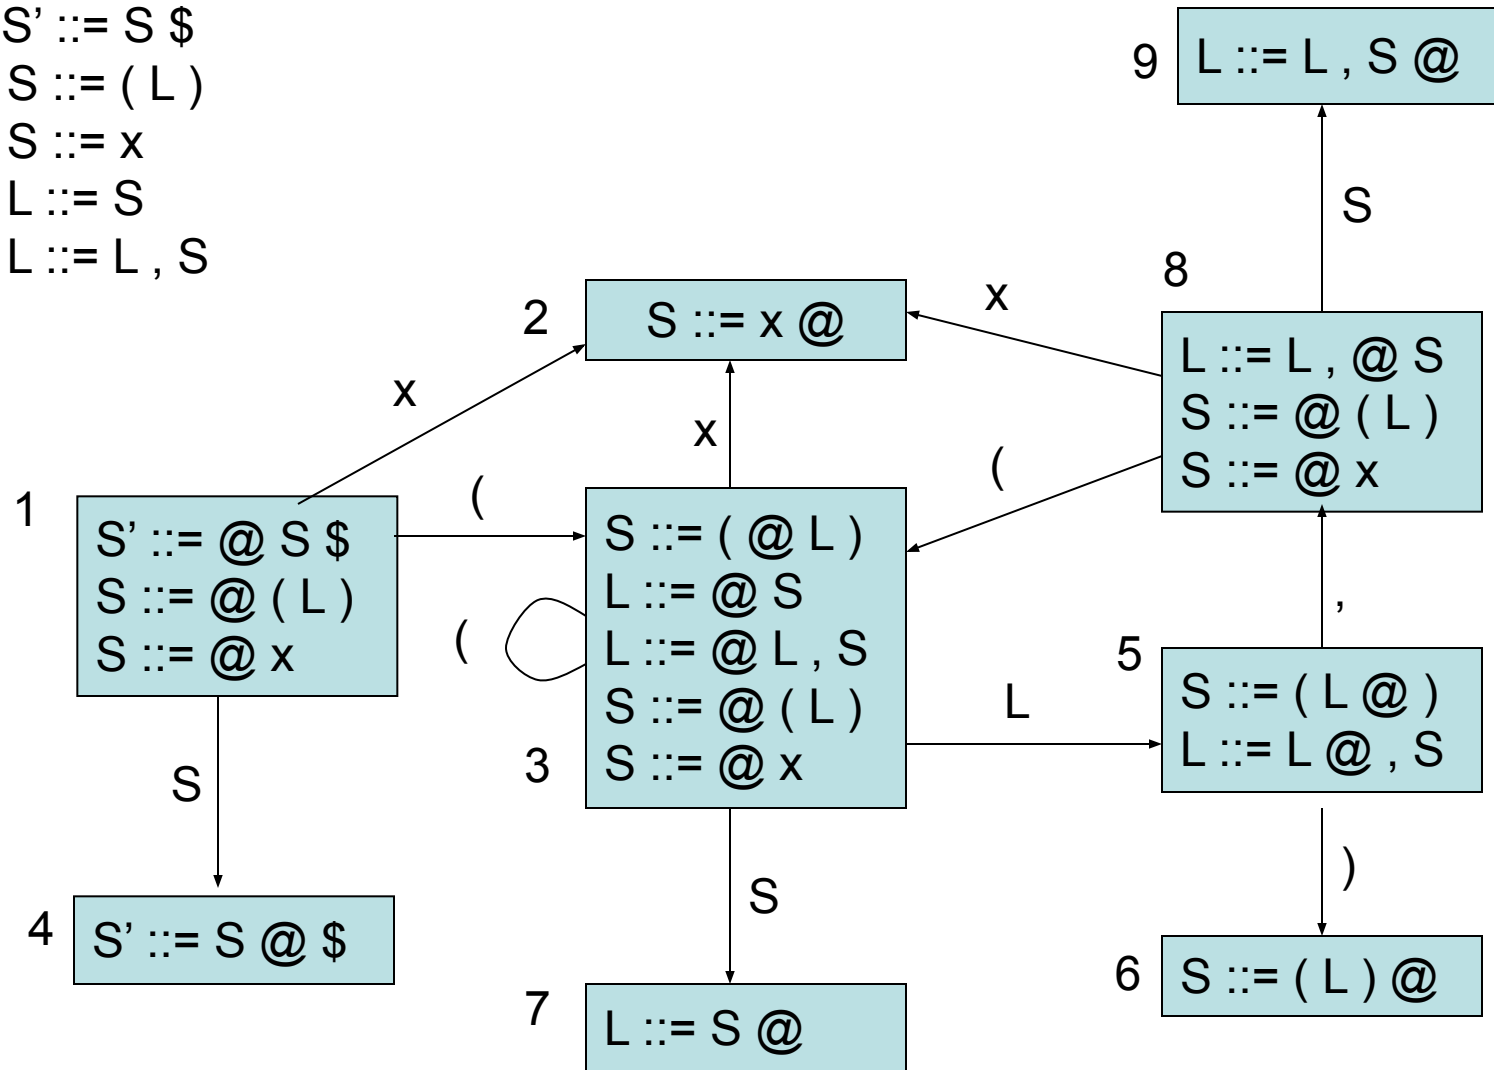 S’ ::= S $
S ::= ( L )
S ::= x
L ::= S
L ::= L , S
9
L ::= L , S @
S
8
2
S ::= x @
x
L ::= L , @ S
S ::= @ ( L )
S ::= @ x
x
x
(
(
1
S’ ::= @ S $
S ::= @ ( L )
S ::= @ x
S ::= ( @ L )
L ::= @ S
L ::= @ L , S
S ::= @ ( L )
S ::= @ x
(
3
,
5
S ::= ( L @ )
L ::= L @ , S
L
S
S
)
4
S’ ::= S @ $
6
S ::= ( L ) @
7
L ::= S @